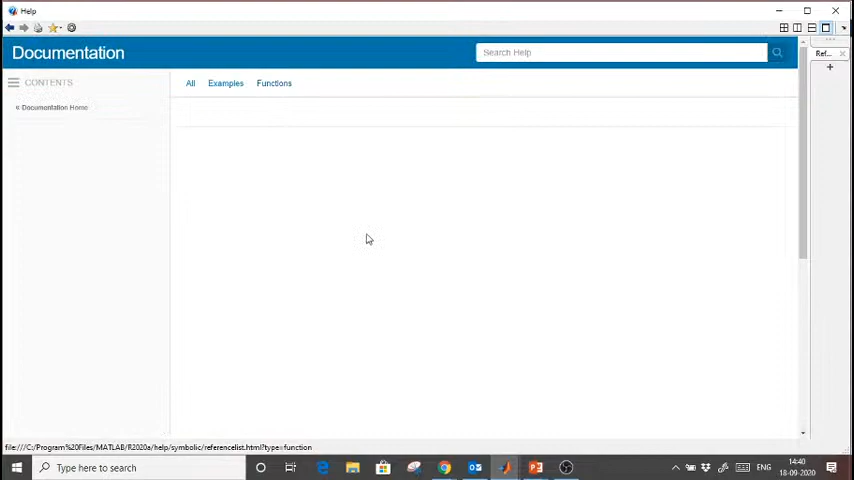 Help
Documentation
Search Help
Ref...
CONTENTS
All
Examples
Functions
« Documentation Home
file:///C:/Program%20Files/MATLAB/R2020a/help/symbolic/referencelist.html?type=function
Type here to search
ENG
14:40
18-09-2020